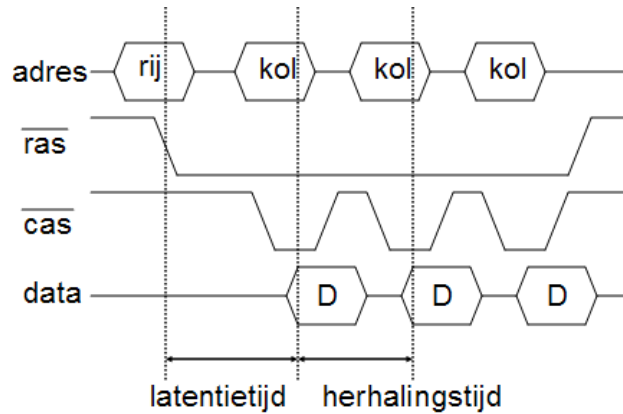 adres rij kol kol kol
ras
cas
data D D D
latentietijd herhalingstijd